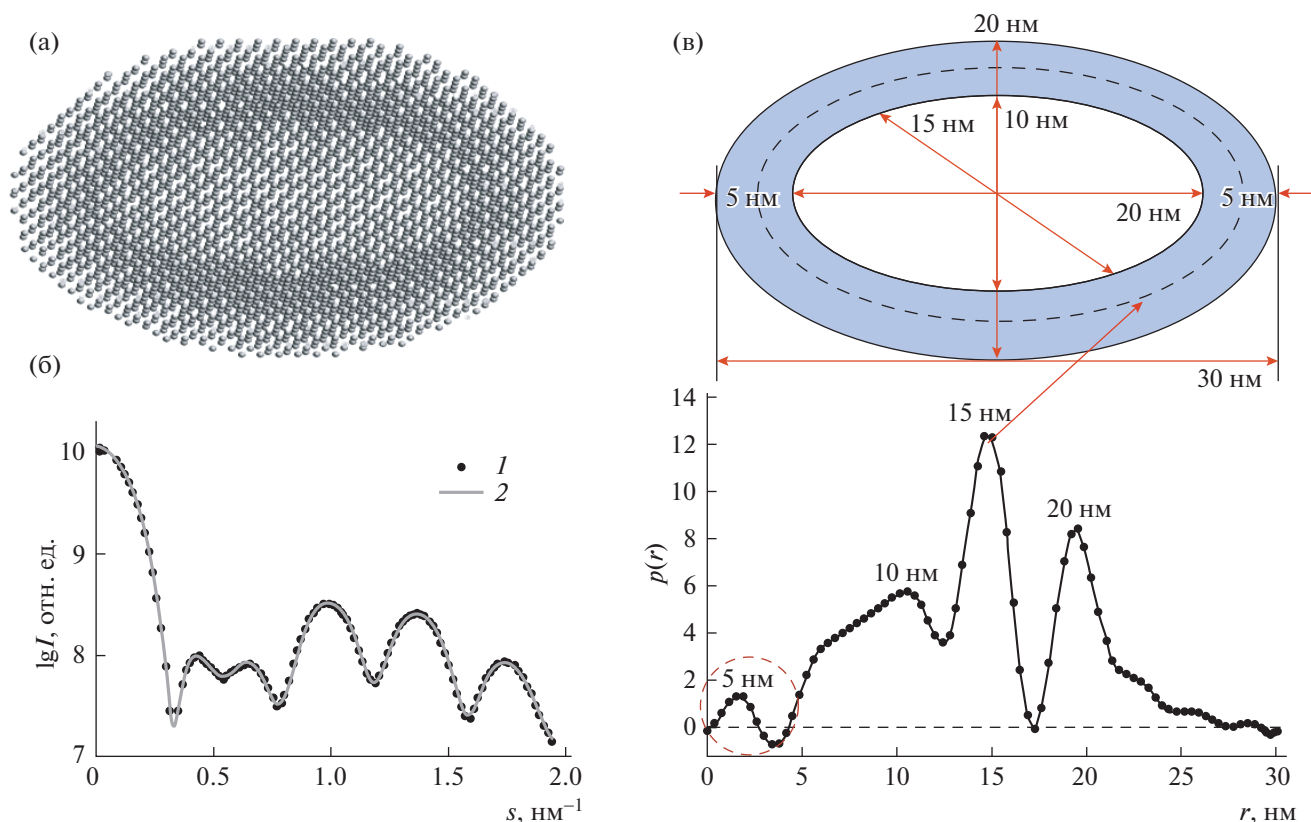 (а)
(в)
20 нм
15 нм
10 нм
5 нм
5 нм
20 нм
30 нм
(б)
lgI, отн. ед.
10
9
8
7
1
2
0
0.5
1.0
1.5
2.0
s, нм⁻¹
p(r)
14
12
10
8
6
4
2
0
5 нм
10 нм
15 нм
20 нм
0
5
10
15
20
25
30
r, нм